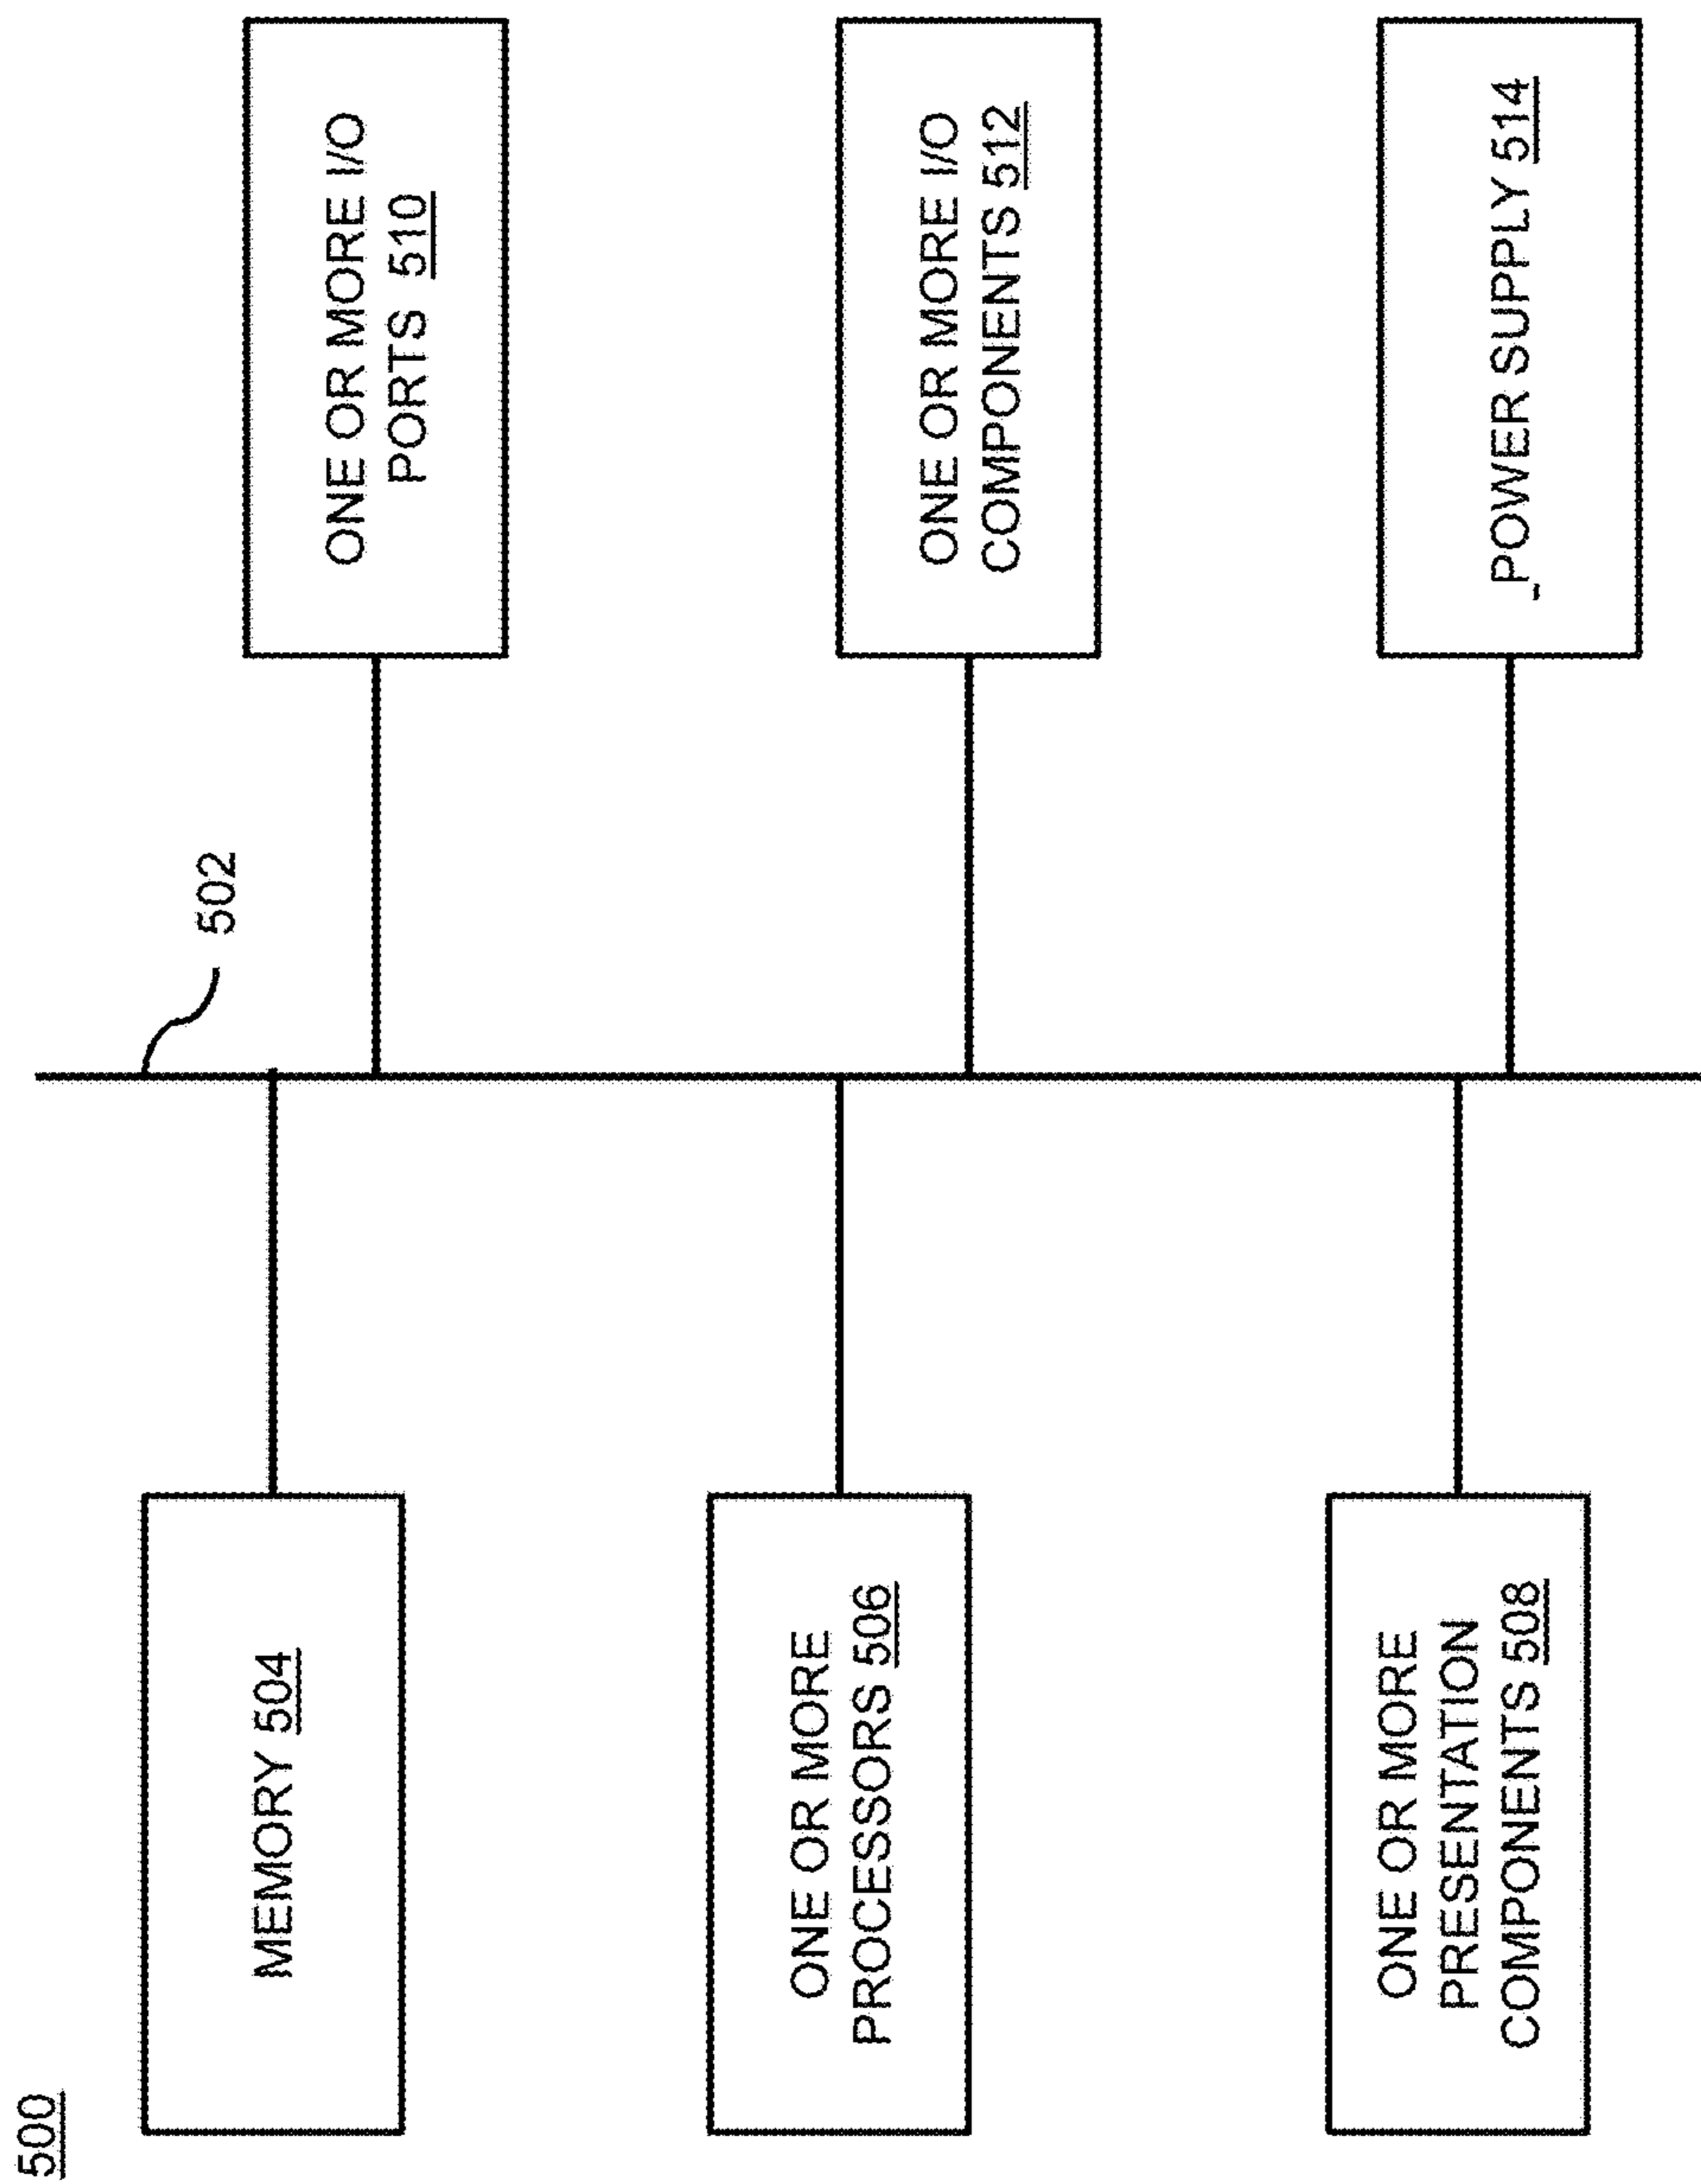 500
502
MEMORY 504
ONE OR MORE
PROCESSORS 506
ONE OR MORE
PRESENTATION
COMPONENTS 508
ONE OR MORE I/O
PORTS 510
ONE OR MORE I/O
COMPONENTS 512
POWER SUPPLY 514